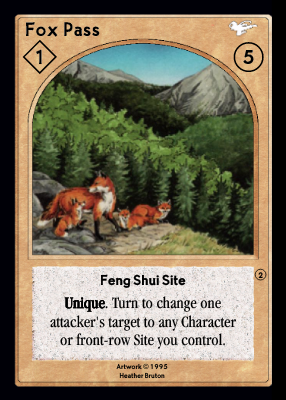 Fox Pass
1
5
2
Feng Shui Site
Unique. Turn to change one
attacker's target to any Character
or front-row Site you control.
Artwork © 1995
Heather Bruton